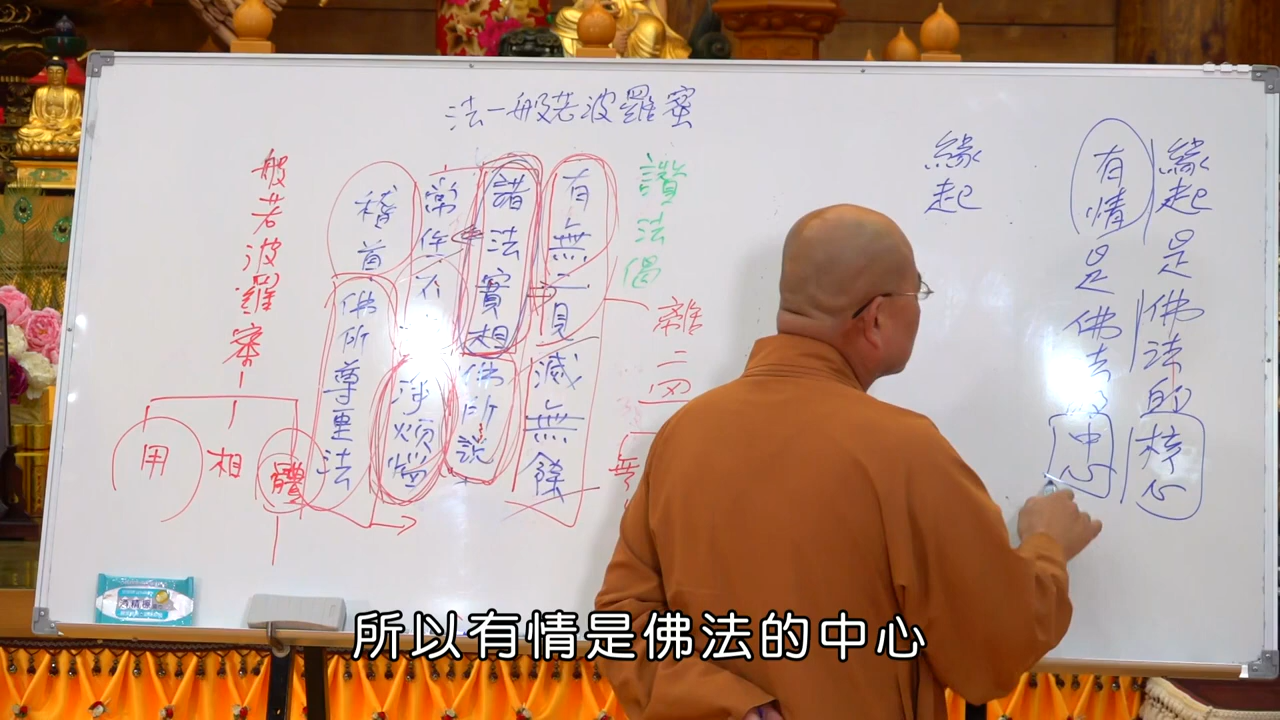 法－般若波羅蜜
緣起是佛法的核心
有情是佛法的中心
緣起
讚法偈
有無二見滅無餘
諸法實相佛所說
常住不 淨煩惱
稽首佛所尊重法
離二
無
般若波羅蜜
體
相
用
所以有情是佛法的中心